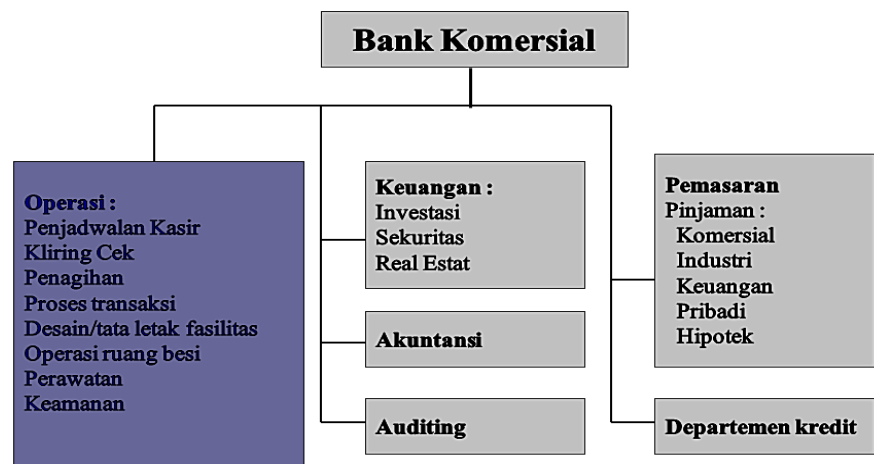 Bank Komersial
Operasi :
Penjadwalan Kasir
Kliring Cek
Penagihan
Proses transaksi
Desain/tata letak fasilitas
Operasi ruang besi
Perawatan
Keamanan
Keuangan :
Investasi
Sekuritas
Real Estat
Akuntansi
Auditing
Pemasaran
Pinjaman :
Komersial
Industri
Keuangan
Pribadi
Hipotek
Departemen kredit